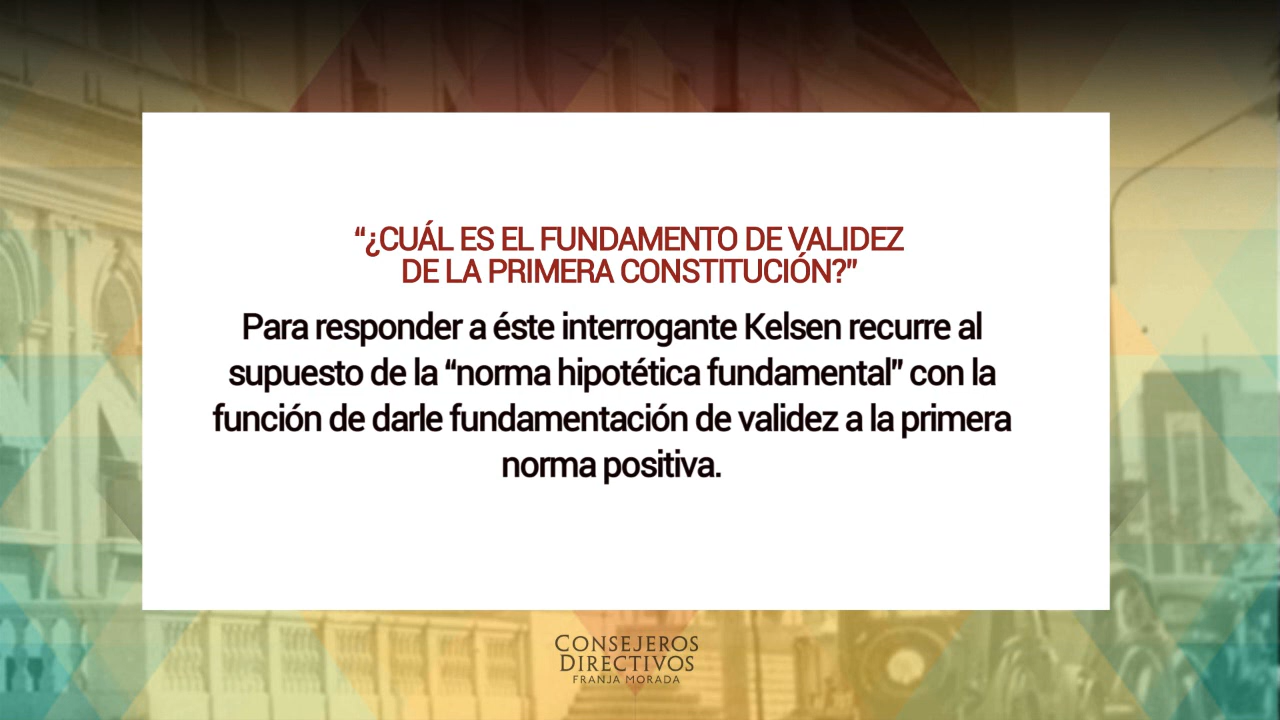 “¿CUÁL ES EL FUNDAMENTO DE VALIDEZ
DE LA PRIMERA CONSTITUCIÓN?”
Para responder a éste interrogante Kelsen recurre al
supuesto de la “norma hipotética fundamental” con la
función de darle fundamentación de validez a la primera
norma positiva.
CONSEJEROS
DIRECTIVOS
FRANJA MORADA